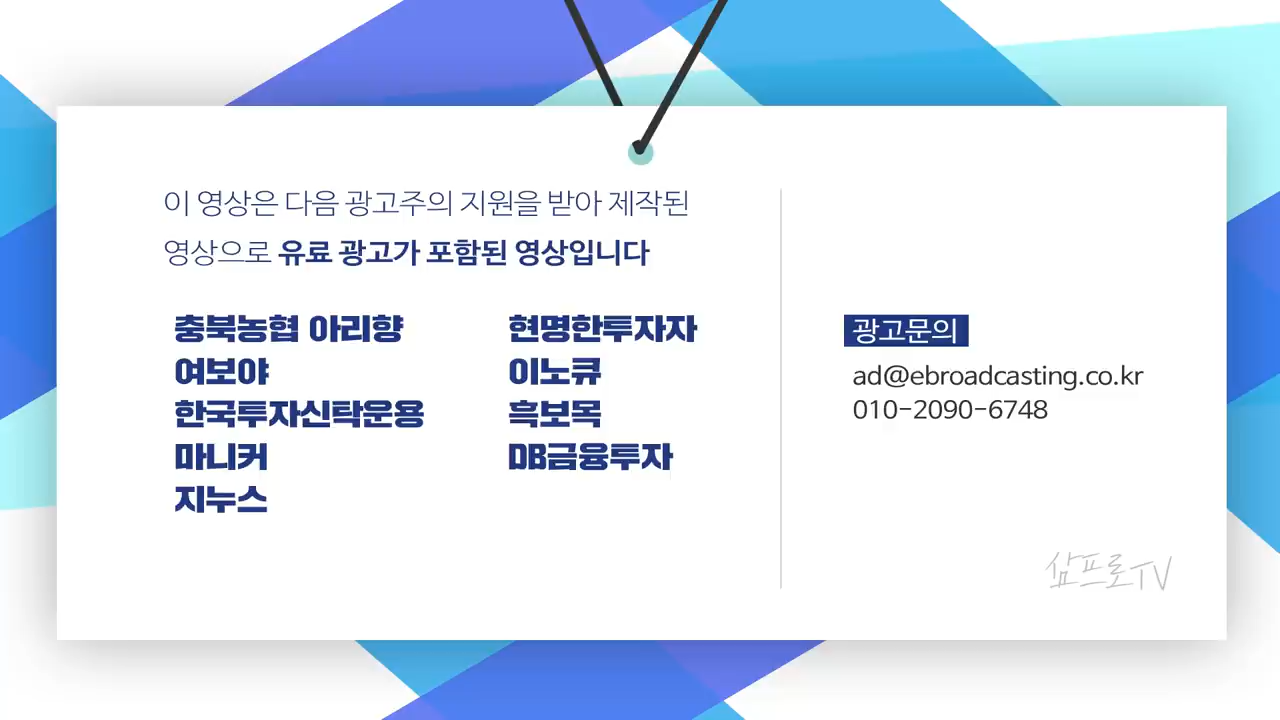 이 영상은 다음 광고주의 지원을 받아 제작된
영상으로 유료 광고가 포함된 영상입니다
충북농협 아리향
여보야
한국투자신탁운용
마니커
지누스
현명한투자자
이노큐
흑보목
DB금융투자
광고문의
ad@ebroadcasting.co.kr
010-2090-6748
삼프로TV